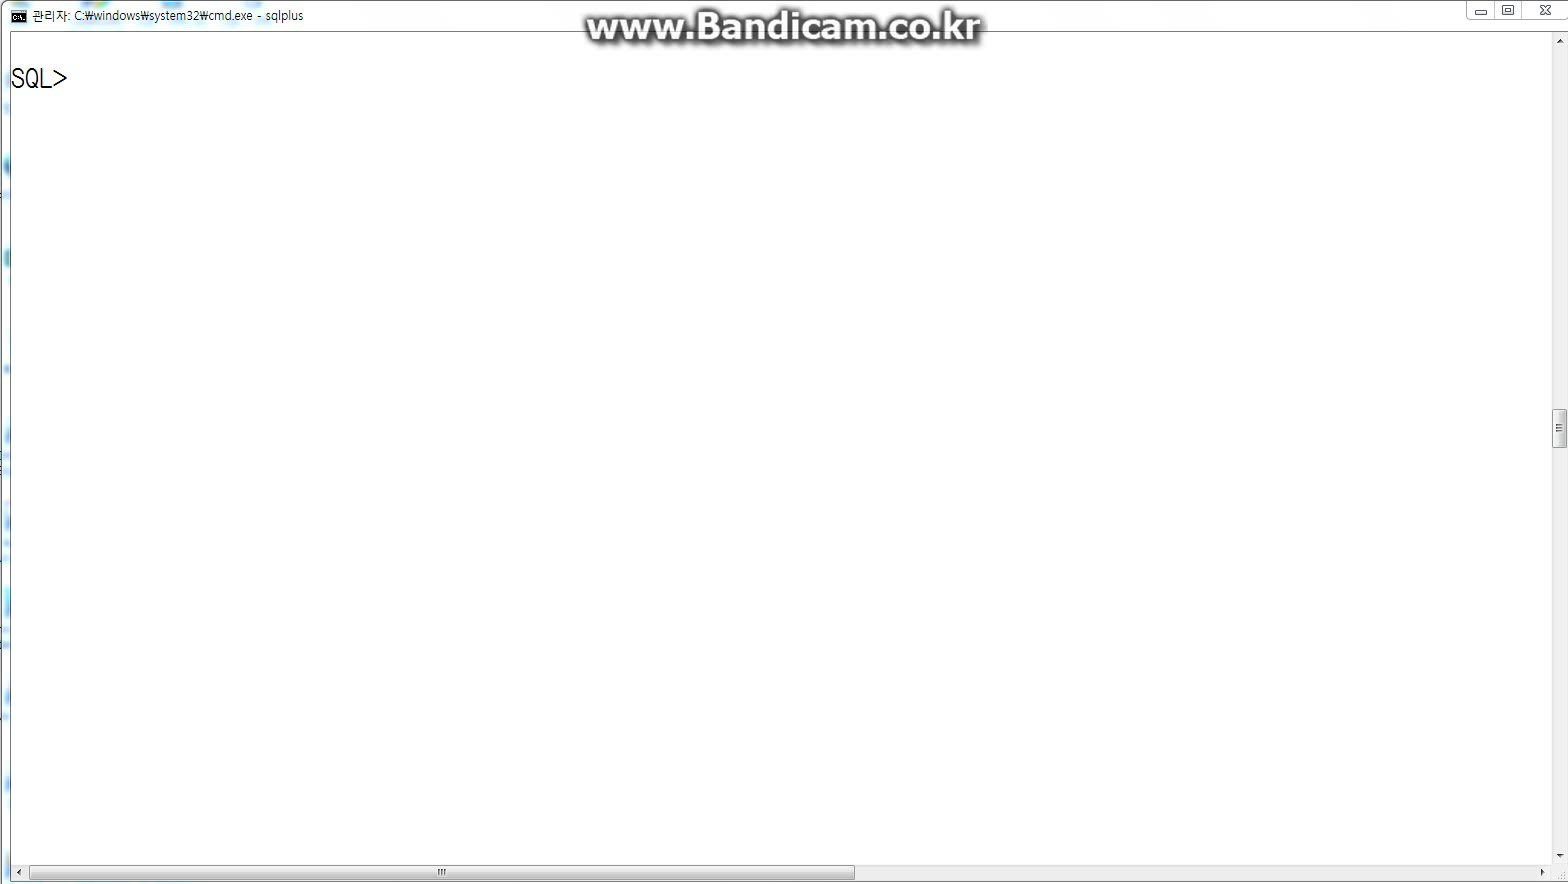 관리자: C:₩windows₩system32₩cmd.exe - sqlplus
www.Bandicam.co.kr
SQL>